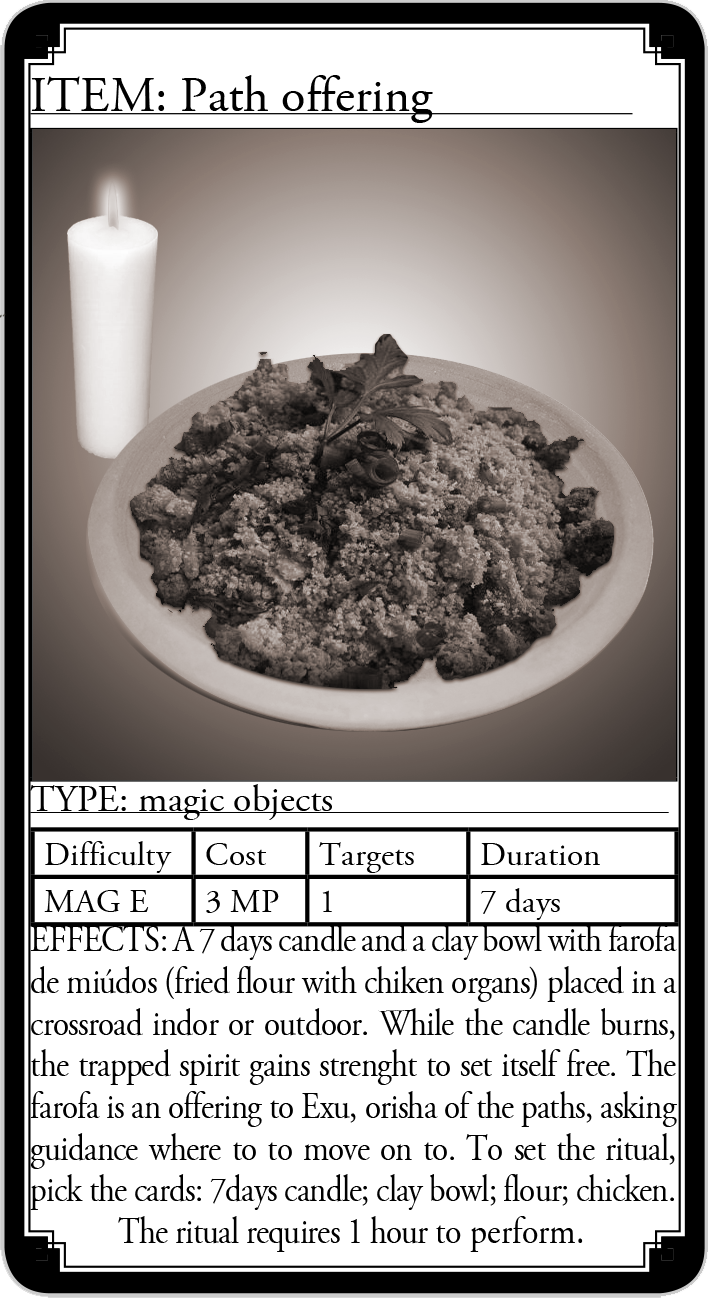 ITEM: Path offering
TYPE: magic objects
Difficulty Cost Targets Duration
MAG E 3 MP 1 7 days
EFFECTS: A 7 days candle and a clay bowl with farofa
de miúdos (fried flour with chiken organs) placed in a
crossroad indor or outdoor. While the candle burns,
the trapped spirit gains strenght to set itself free. The
farofa is an offering to Exu, orisha of the paths, asking
guidance where to to move on to. To set the ritual,
pick the cards: 7days candle; clay bowl; flour; chicken.
The ritual requires 1 hour to perform.